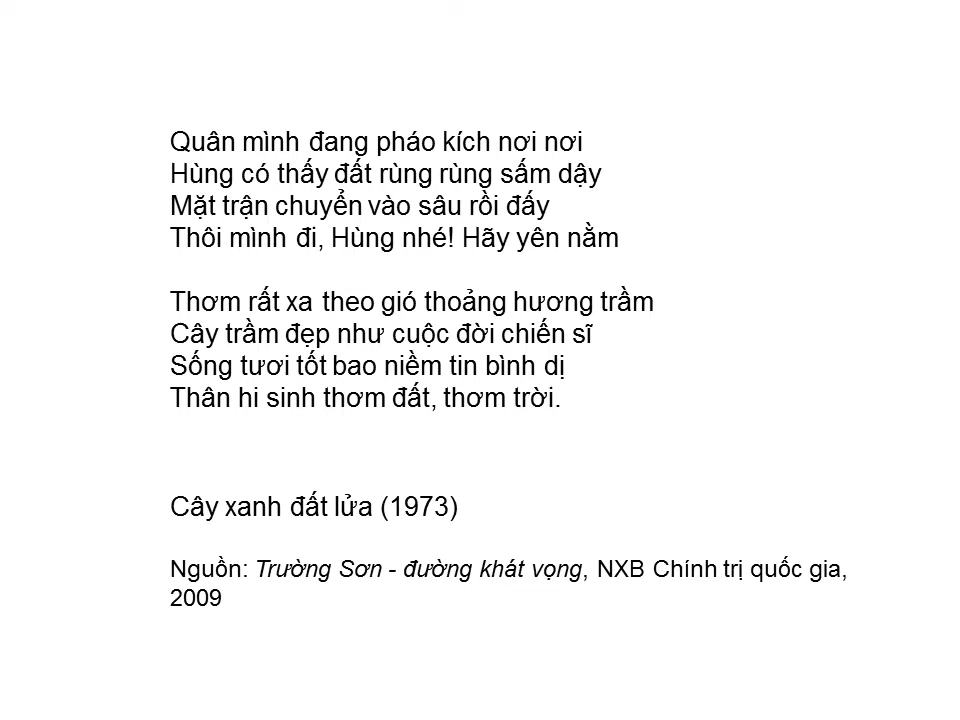 Quân mình đang pháo kích nơi nơi
Hùng có thấy đất rùng rùng sấm dậy
Mặt trận chuyển vào sâu rồi đấy
Thôi mình đi, Hùng nhé! Hãy yên nằm
Thơm rất xa theo gió thoảng hương trầm
Cây trầm đẹp như cuộc đời chiến sĩ
Sống tươi tốt bao niềm tin bình dị
Thân hi sinh thơm đất, thơm trời.
Cây xanh đất lửa (1973)
Nguồn: Trường Sơn - đường khát vọng, NXB Chính trị quốc gia,
2009